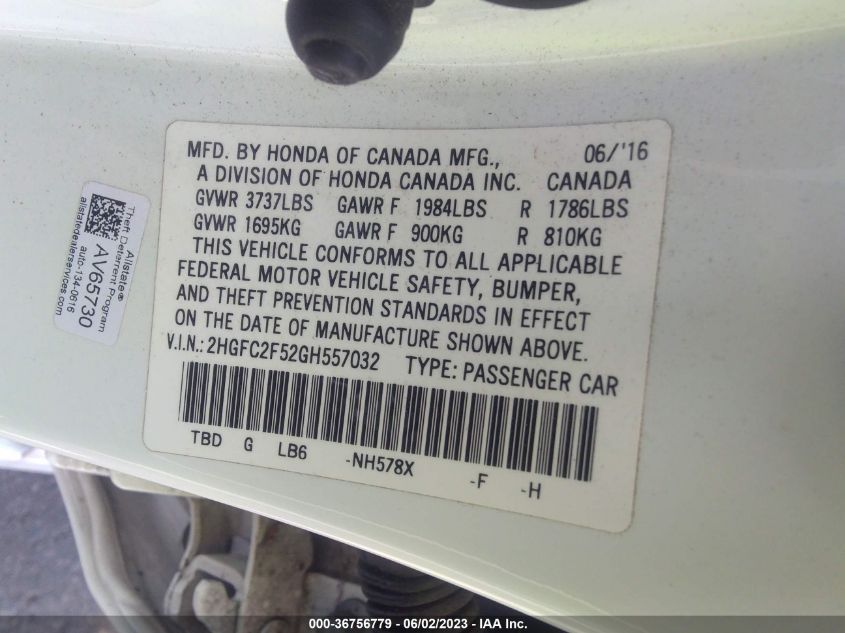 MFD. BY HONDA OF CANADA MFG., 06/'16
A DIVISION OF HONDA CANADA INC. CANADA
GVWR 3737LBS GAWR F 1984LBS R 1786LBS
GVWR 1695KG GAWR F 900KG R 810KG
THIS VEHICLE CONFORMS TO ALL APPLICABLE
FEDERAL MOTOR VEHICLE SAFETY, BUMPER,
AND THEFT PREVENTION STANDARDS IN EFFECT
ON THE DATE OF MANUFACTURE SHOWN ABOVE.
V.I.N.: 2HGFC2F52GH557032 TYPE: PASSENGER CAR
TBD G LB6 -NH578X -F -H
Allstate®
Theft
Deterrent Program
AV65730
auto-134-0616
allstatedealerservices.com
000-36756779 - 06/02/2023 - IAA Inc.